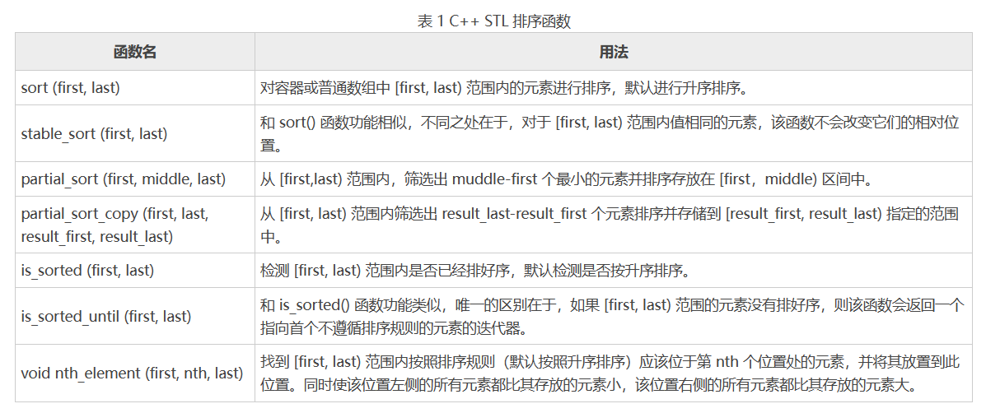 表 1 C++ STL 排序函数
函数名
用法
sort (first, last)
对容器或普通数组中 [first, last) 范围内的元素进行排序，默认进行升序排序。
stable_sort (first, last)
和 sort() 函数功能相似，不同之处在于，对于 [first, last) 范围内值相同的元素，该函数不会改变它们的相对位
置。
partial_sort (first, middle, last)
从 [first,last) 范围内，筛选出 muddle-first 个最小的元素并排序存放在 [first，middle) 区间中。
partial_sort_copy (first, last,
result_first, result_last)
从 [first, last) 范围内筛选出 result_last-result_first 个元素排序并存储到 [result_first, result_last) 指定的范围
中。
is_sorted (first, last)
检测 [first, last) 范围内是否已经排好序，默认检测是否按升序排序。
is_sorted_until (first, last)
和 is_sorted() 函数功能类似，唯一的区别在于，如果 [first, last) 范围的元素没有排好序，则该函数会返回一个
指向首个不遵循排序规则的元素的迭代器。
void nth_element (first, nth, last)
找到 [first, last) 范围内按照排序规则（默认按照升序排序）应该位于第 nth 个位置处的元素，并将其放置到此
位置。同时使该位置左侧的所有元素都比其存放的元素小，该位置右侧的所有元素都比其存放的元素大。